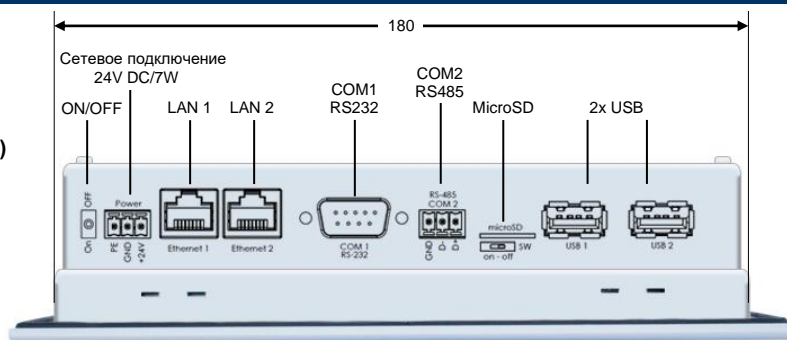 180
Сетевое подключение
24V DC/7W
ON/OFF
LAN 1
LAN 2
COM1
RS232
COM2
RS485
MicroSD
2x USB
)
OFF
On
Power
PE
GND
+24V
Ethernet 1
Ethernet 2
COM 1
RS-232
RS-485
COM 2
GND
D-
D+
microSD
SW
on - off
USB 1
USB 2